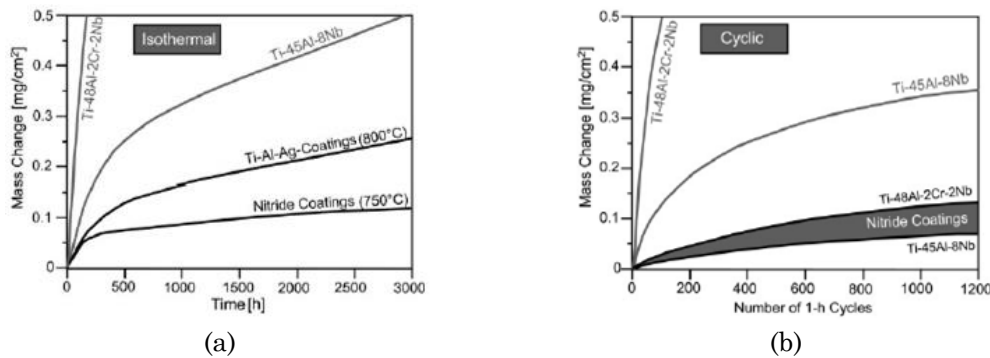 Isothermal
Mass Change [mg/cm²]
0.5
0.4
0.3
0.2
0.1
0
Ti-48Al-2Cr-2Nb
Ti-45Al-8Nb
Ti-Al-Ag-Coatings (800°C)
Nitride Coatings (750°C)
0 500 1000 1500 2000 2500 3000
Time [h]
(a)
Cyclic
Mass Change [mg/cm²]
0.5
0.4
0.3
0.2
0.1
0
Ti-48Al-2Cr-2Nb
Ti-45Al-8Nb
Ti-48Al-2Cr-2Nb
Nitride Coatings
Ti-45Al-8Nb
0 200 400 600 800 1000 1200
Number of 1-h Cycles
(b)